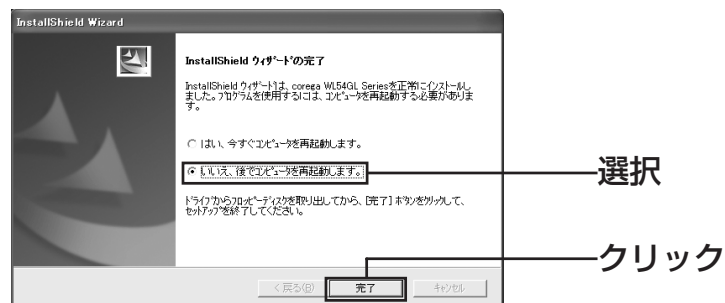 InstallShield Wizard
InstallShield ウィザードの完了
InstallShield ウィザードは、corega WL54GL Seriesを正常にインストールし
ました。プログラムを使用するには、コンピュータを再起動する必要がありま
す。
はい、今すぐコンピュータを再起動します。
いいえ、後でコンピュータを再起動します。
選択
ドライブからフロッピーディスクを取り出してから、[完了] ボタンをクリックして、
セットアップを終了してください。
クリック
< 戻る(B)
完了
キャンセル